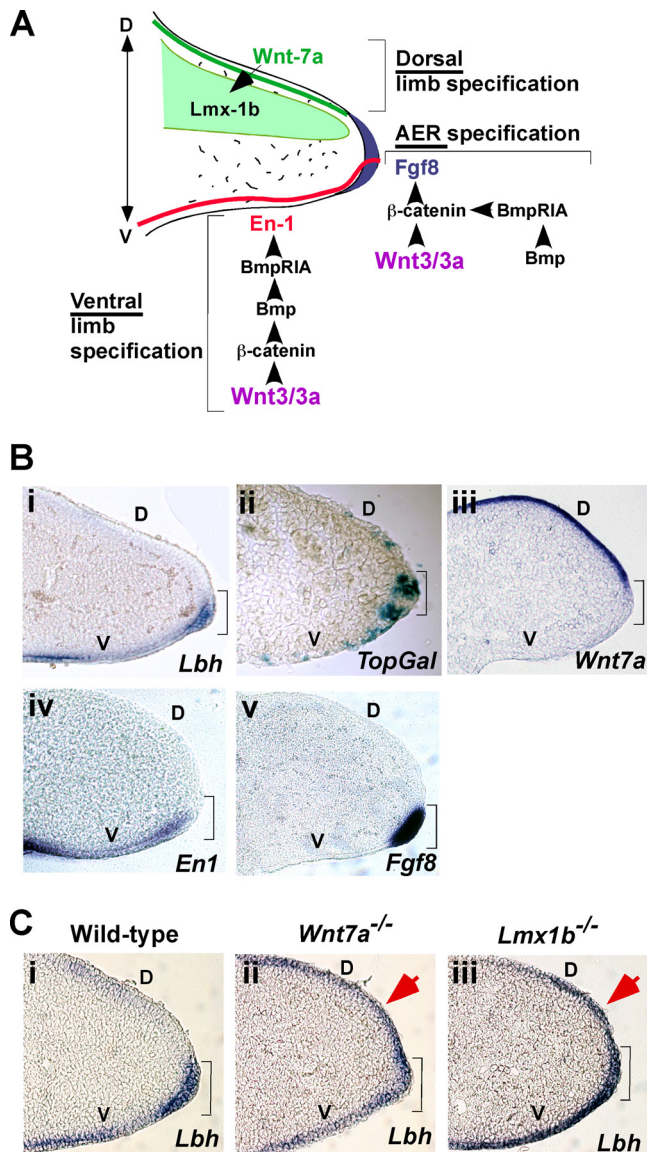 A
D
V
Wnt-7a
Lmx-1b
Dorsal
limb specification
AER specification
Fgf8
β-catenin
BmpRIA
Wnt3/3a
Bmp
En-1
BmpRIA
Bmp
β-catenin
Wnt3/3a
Ventral
limb
specification
B
i
D
V
Lbh
ii
D
V
TopGal
iii
D
V
Wnt7a
iv
D
V
En1
v
D
V
Fgf8
C
Wild-type
Wnt7a-/-
Lmx1b-/-
i
D
V
Lbh
ii
D
V
Lbh
iii
D
V
Lbh